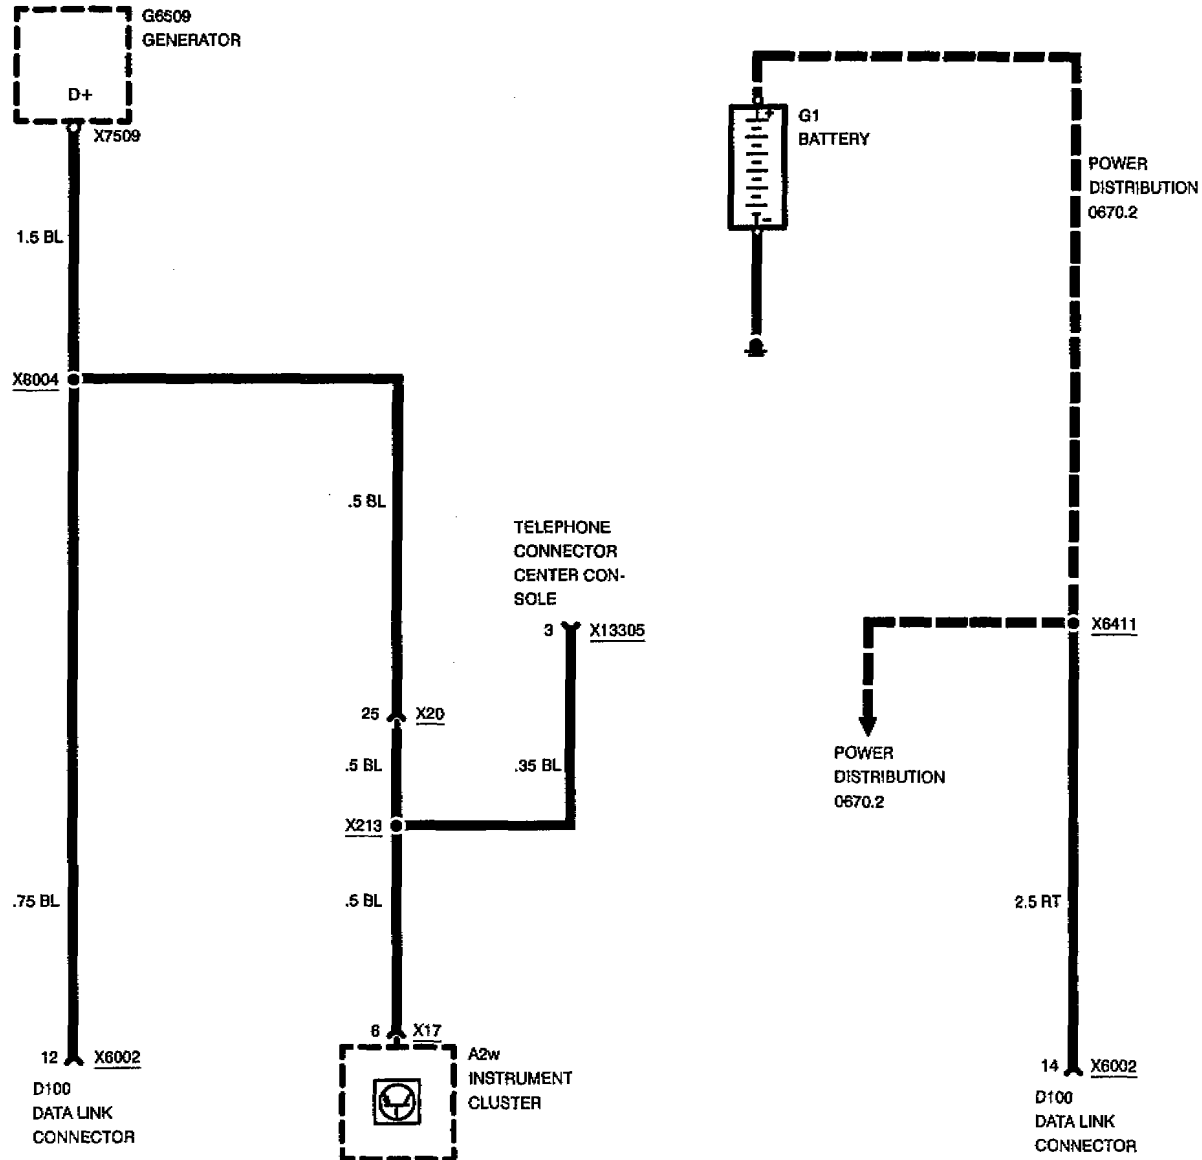 G6509
GENERATOR
D+
X7509
1.5 BL
X8004
.5 BL
G1
BATTERY
+
-
POWER
DISTRIBUTION
0670.2
TELEPHONE
CONNECTOR
CENTER CON-
SOLE
3
X13305
X6411
25
X20
.5 BL
.35 BL
X213
POWER
DISTRIBUTION
0670.2
.75 BL
.5 BL
2.5 RT
6
X17
12
X6002
D100
DATA LINK
CONNECTOR
A2w
INSTRUMENT
CLUSTER
14
X6002
D100
DATA LINK
CONNECTOR